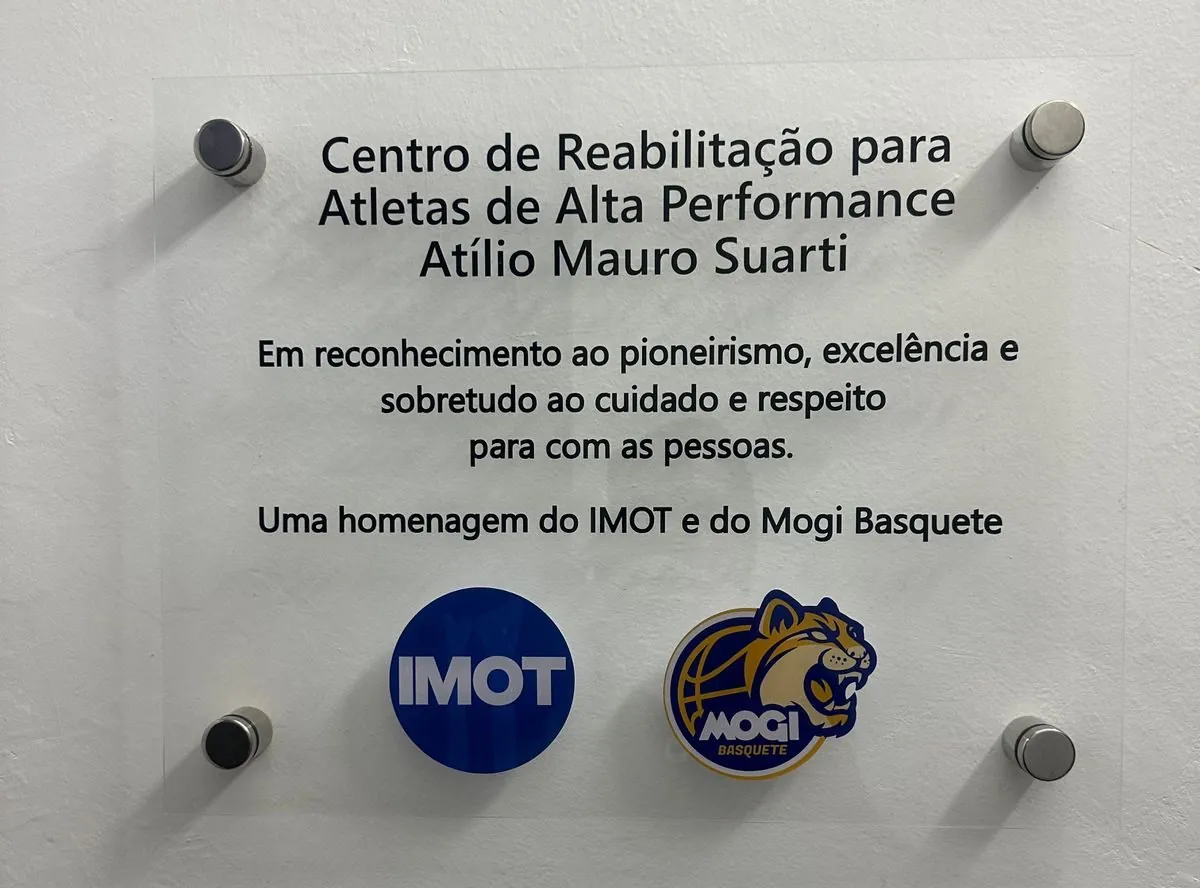 Centro de Reabilitação para
Atletas de Alta Performance
Atílio Mauro Suarti
Em reconhecimento ao pioneirismo, excelência e
sobretudo ao cuidado e respeito
para com as pessoas.
Uma homenagem do IMOT e do Mogi Basquete
IMOT
MOGI
BASQUETE